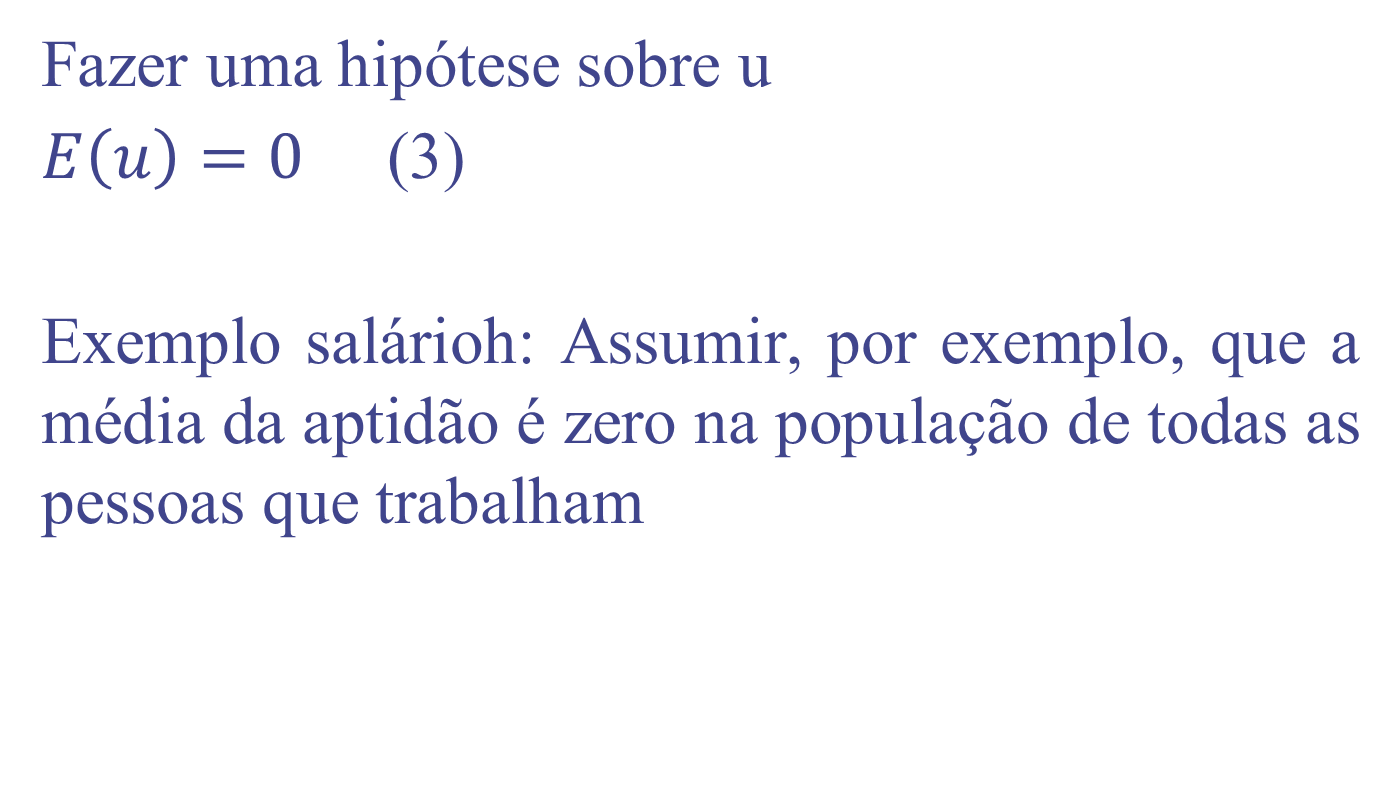 Fazer uma hipótese sobre u
E(u) = 0 (3)
Exemplo salárioh: Assumir, por exemplo, que a
média da aptidão é zero na população de todas as
pessoas que trabalham